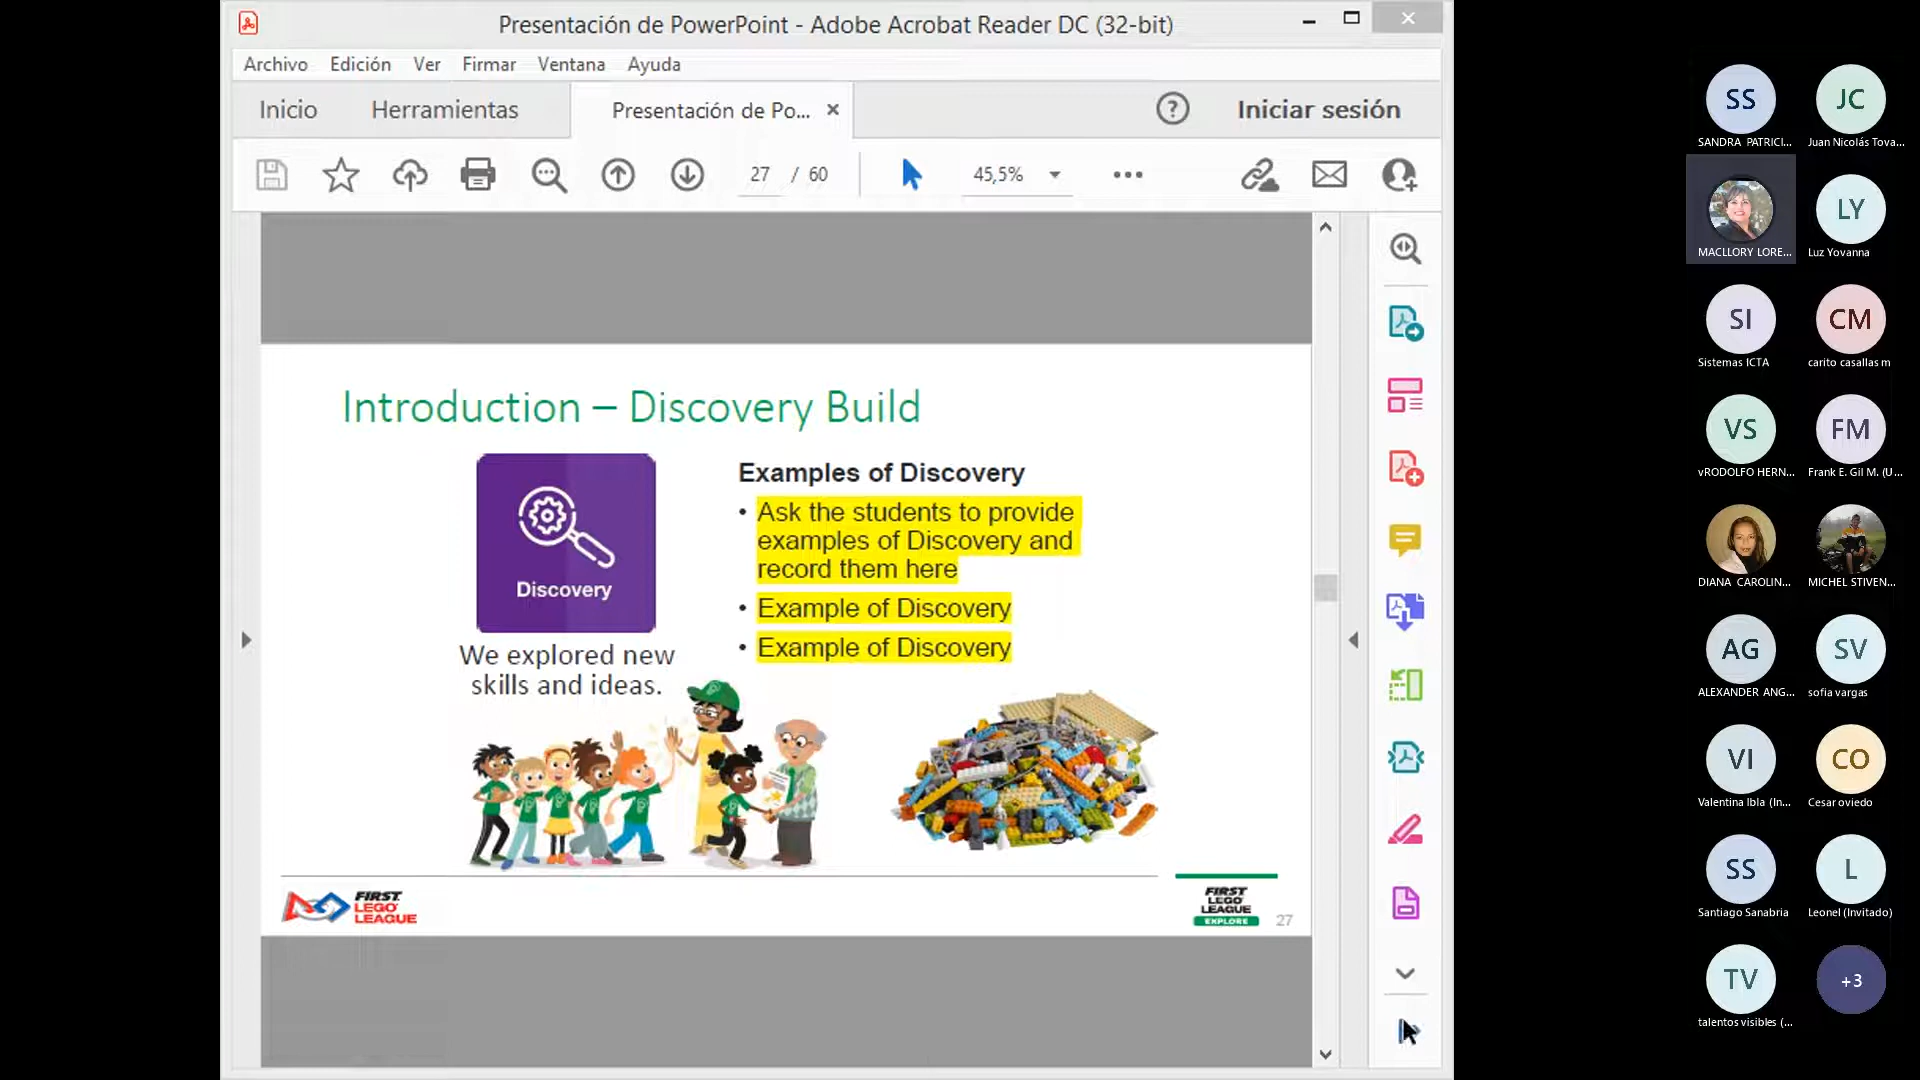 Presentación de PowerPoint - Adobe Acrobat Reader DC (32-bit)
Archivo Edición Ver Firmar Ventana Ayuda
Inicio Herramientas Presentación de Po... Iniciar sesión
27 / 60 45,5%
Introduction – Discovery Build
Discovery
We explored new
skills and ideas.
Examples of Discovery
• Ask the students to provide
examples of Discovery and
record them here
• Example of Discovery
• Example of Discovery
FIRST
LEGO
LEAGUE
FIRST
LEGO
LEAGUE
EXPLORE
27
SS JC
SANDRA PATRICI... Juan Nicolás Tova...
LY
MACLLORY LORE... Luz Yovanna
SI CM
Sistemas ICTA carito casallas m
VS FM
vRODOLFO HERN... Frank E. Gil M. (U...
DIANA CAROLIN... MICHEL STIVEN...
AG SV
ALEXANDER ANG... sofia vargas
VI CO
Valentina Ibla (In... Cesar oviedo
SS L
Santiago Sanabria Leonel (Invitado)
TV +3
talentos visibles (...